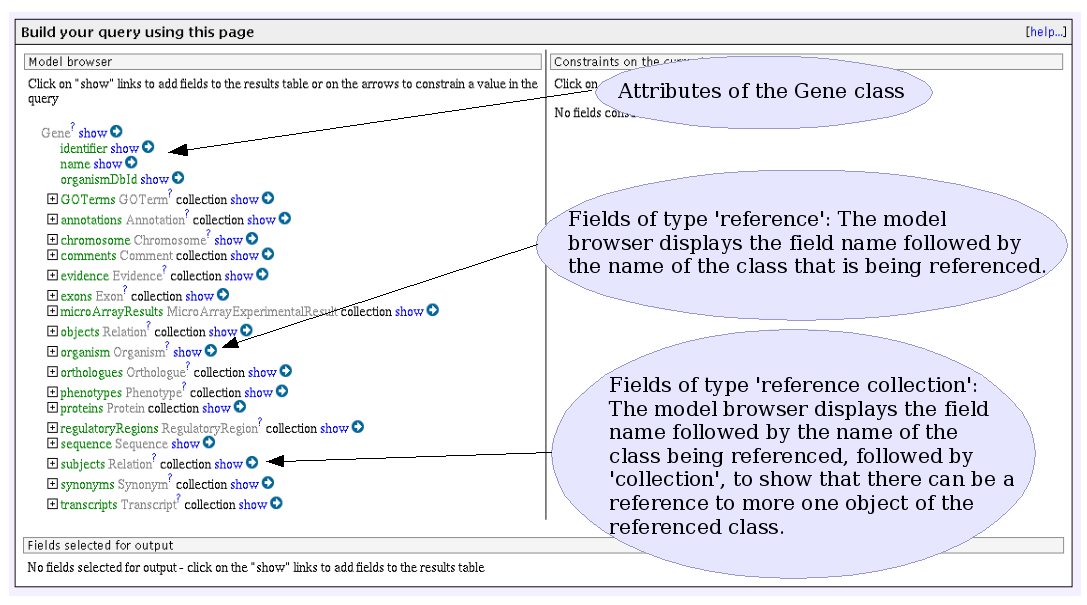 Build your query using this page [help...]
Model browser
Click on "show" links to add fields to the results table or on the arrows to constrain a value in the
query
Gene? show
identifier show
name show
organismDbId show
GOTerms GOTerm? collection show
annotations Annotation? collection show
chromosome Chromosome? show
comments Comment collection show
evidence Evidence? collection show
exons Exon? collection show
microArrayResults MicroArrayExperimentalResult collection show
objects Relation? collection show
organism Organism? show
orthologues Orthologue? collection show
phenotypes Phenotype? collection show
proteins Protein collection show
regulatoryRegions RegulatoryRegion? collection show
sequence Sequence show
subjects Relation? collection show
synonyms Synonym? collection show
transcripts Transcript? collection show
Constraints on the
Click on
No fields
Attributes of the Gene class
Fields of type 'reference': The model
browser displays the field name followed by
the name of the class that is being referenced.
Fields of type 'reference collection':
The model browser displays the field
name followed by the name of the
class being referenced, followed by
'collection', to show that there can be a
reference to more one object of the
referenced class.
Fields selected for output
No fields selected for output - click on the "show" links to add fields to the results table